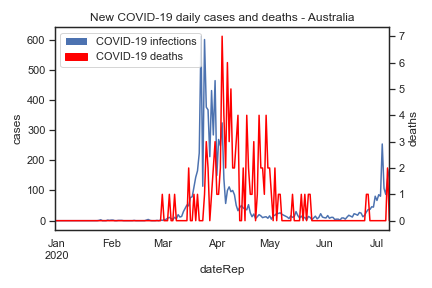 New COVID-19 daily cases and deaths - Australia
COVID-19 infections
COVID-19 deaths
600
500
400
300
200
100
0
cases
7
6
5
4
3
2
1
0
deaths
Jan Feb Mar Apr May Jun Jul
2020
dateRep